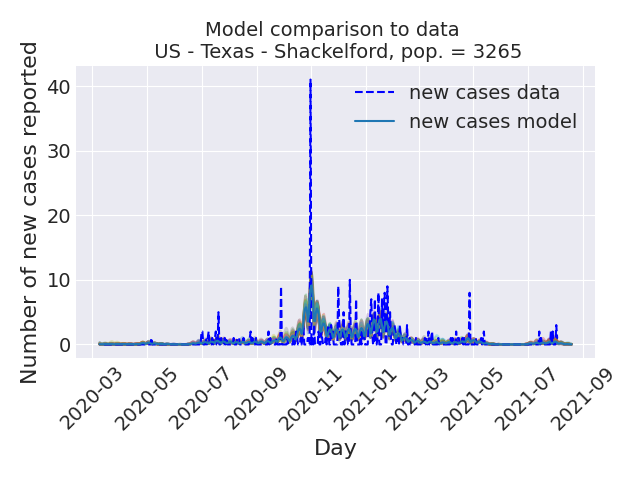 Model comparison to data
US - Texas - Shackelford, pop. = 3265
Number of new cases reported
40
30
20
10
0
new cases data
new cases model
2020-03
2020-05
2020-07
2020-09
2020-11
2021-01
2021-03
2021-05
2021-07
2021-09
Day